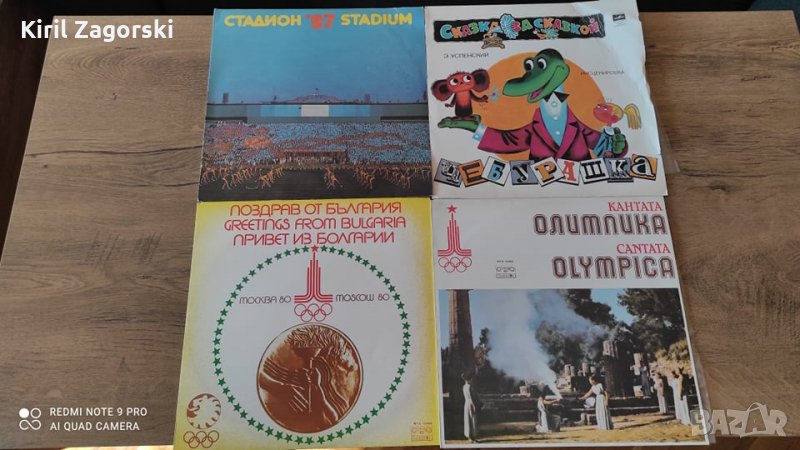 Kiril Zagorski
СТАДИОН '87 STADIUM
СКАЗКА ЗА СКАЗКОЙ
Э. УСПЕНСКИЙ
ЧЕБУРАШКА
ПОЗДРАВ ОТ БЪЛГАРИЯ
GREETINGS FROM BULGARIA
ПРИВЕТ ИЗ БОЛГАРИИ
МОСКВА 80 MOSCOW 80
КАНТАТА
ОЛИМПИКА
CANTATA
OLYMPICA
REDMI NOTE 9 PRO
AI QUAD CAMERA
BAZAR